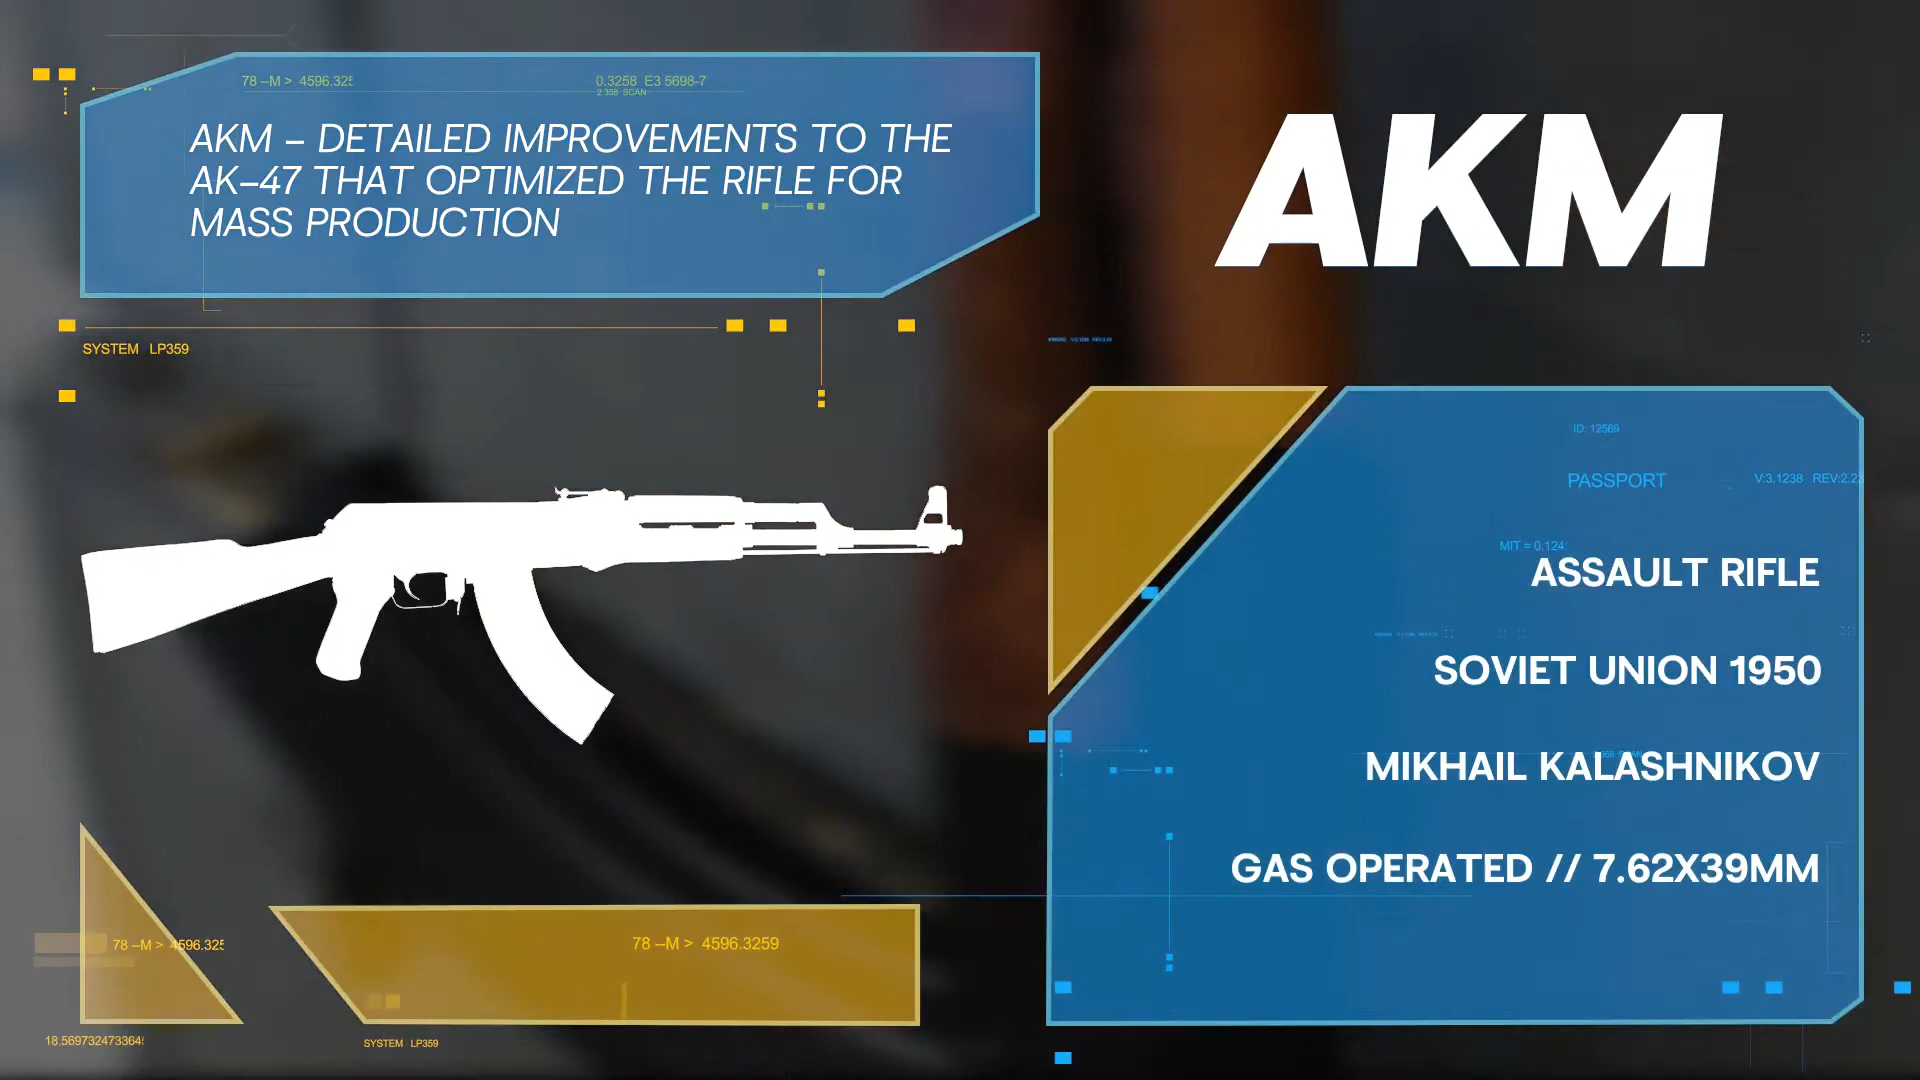 78 –M > 4596.325
0.3258 E3 5698-7
2.358 SCAN
AKM – DETAILED IMPROVEMENTS TO THE
AK–47 THAT OPTIMIZED THE RIFLE FOR
MASS PRODUCTION
SYSTEM LP359
AKM
ID: 12569
PASSPORT
V:3.1238 REV:2.23
MIT = 0.124
ASSAULT RIFLE
SOVIET UNION 1950
MIKHAIL KALASHNIKOV
GAS OPERATED // 7.62X39MM
78 –M > 4596.325
78 –M > 4596.3259
18.569732473364
SYSTEM LP359